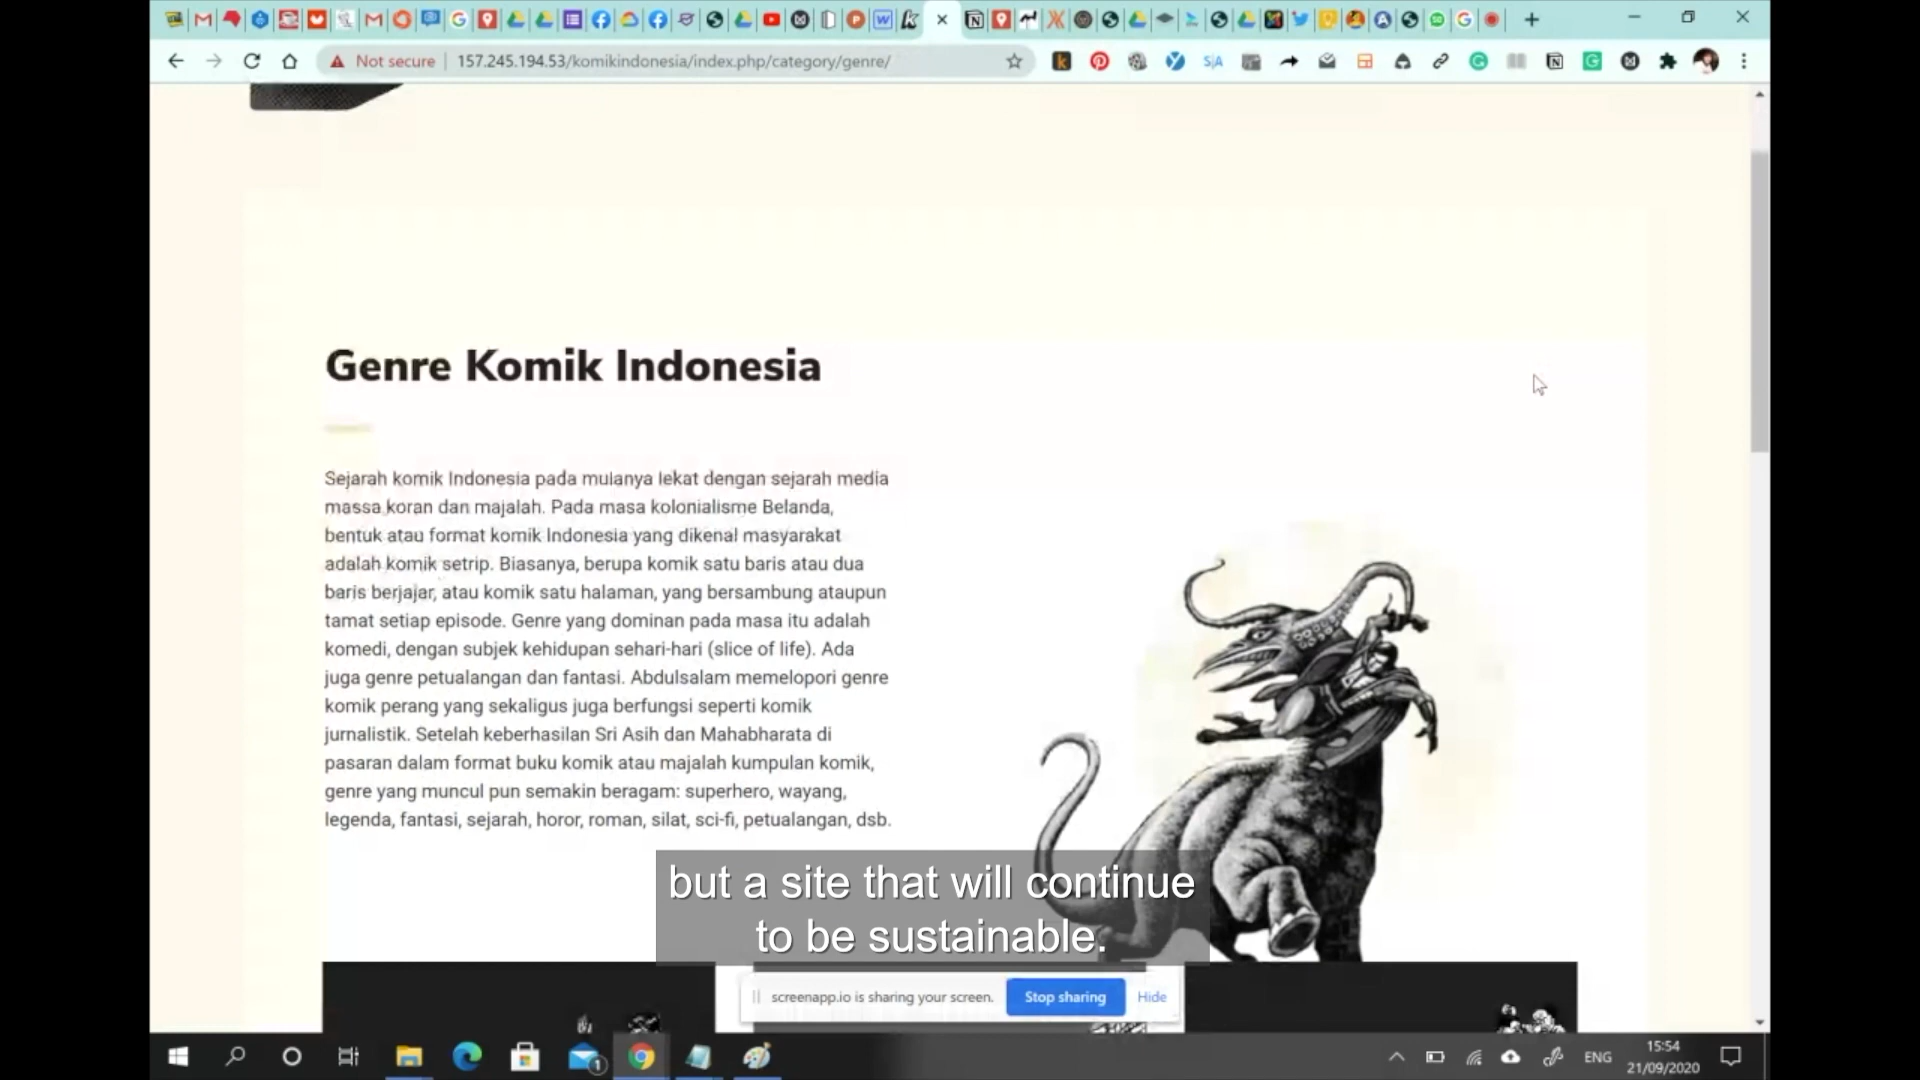 Not secure
157.245.194.53/komikindonesia/index.php/category/genre/
Genre Komik Indonesia
Sejarah komik Indonesia pada mulanya lekat dengan sejarah media
massa koran dan majalah. Pada masa kolonialisme Belanda,
bentuk atau format komik Indonesia yang dikenal masyarakat
adalah komik setrip. Biasanya, berupa komik satu baris atau dua
baris berjajar, atau komik satu halaman, yang bersambung ataupun
tamat setiap episode. Genre yang dominan pada masa itu adalah
komedi, dengan subjek kehidupan sehari-hari (slice of life). Ada
juga genre petualangan dan fantasi. Abdulsalam memelopori genre
komik perang yang sekaligus juga berfungsi seperti komik
jurnalistik. Setelah keberhasilan Sri Asih dan Mahabharata di
pasaran dalam format buku komik atau majalah kumpulan komik,
genre yang muncul pun semakin beragam: superhero, wayang,
legenda, fantasi, sejarah, horor, roman, silat, sci-fi, petualangan, dsb.
but a site that will continue
to be sustainable.
screenapp.io is sharing your screen.
Stop sharing
Hide
1
ENG
15:54
21/09/2020